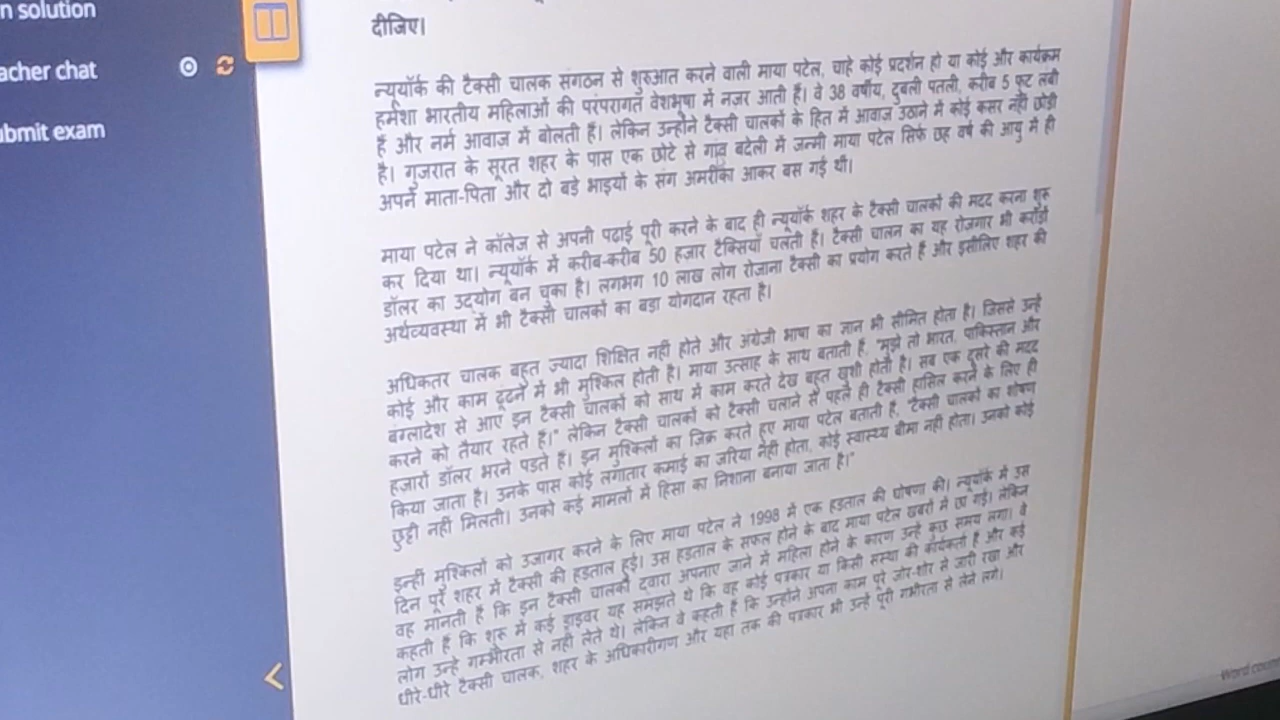 n solution
acher chat
ubmit exam
दीजिए।
न्यूयॉर्क की टैक्सी चालक संगठन से शुरुआत करने वाली माया पटेल, चाहे कोई प्रदर्शन हो या कोई और कार्यक्रम
हमेशा भारतीय महिलाओं की परंपरागत वेशभूषा में नजर आती हैं। वे 38 वर्षीय, दुबली पतली, करीब 5 फुट लंबी
हैं और नर्म आवाज़ में बोलती हैं। लेकिन उन्होंने टैक्सी चालकों के हित में आवाज उठाने में कोई कसर नहीं छोड़ी
है। गुजरात के सूरत शहर के पास एक छोटे से गांव बदेली में जन्मी माया पटेल सिर्फ छह वर्ष की आयु में ही
अपने माता-पिता और दो बड़े भाइयों के संग अमरीका आकर बस गई थी।
माया पटेल ने कॉलेज से अपनी पढ़ाई पूरी करने के बाद ही न्यूयॉर्क शहर के टैक्सी चालकों की मदद करना शुरू
कर दिया था। न्यूयॉर्क में करीब-करीब 50 हजार टैक्सियाँ चलती हैं। टैक्सी चालन का यह रोजगार भी करोड़ों
डॉलर का उद्योग बन चुका है। लगभग 10 लाख लोग रोजाना टैक्सी का प्रयोग करते हैं और इसीलिए शहर की
अर्थव्यवस्था में भी टैक्सी चालकों का बड़ा योगदान रहता है।
अधिकतर चालक बहुत ज्यादा शिक्षित नहीं होते और अंग्रेजी भाषा का ज्ञान भी सीमित होता है। जिससे उन्हें
कोई और काम ढूंढने में भी मुश्किल होती है। माया उत्साह के साथ बताती हैं, "मुझे तो भारत, पाकिस्तान और
बंग्लादेश से आए इन टैक्सी चालकों को साथ में काम करते देख बहुत खुशी होती है। सब एक दूसरे की मदद
करने को तैयार रहते हैं।" लेकिन टैक्सी चालकों को टैक्सी चलाने से पहले ही टैक्सी हासिल करने के लिए ही
हज़ारों डॉलर भरने पड़ते हैं। इन मुश्किलों का जिक्र करते हुए माया पटेल बताती हैं, "टैक्सी चालकों का शोषण
किया जाता है। उनके पास कोई लगातार कमाई का जरिया नहीं होता, कोई स्वास्थ्य बीमा नहीं होता। उनको कोई
छुट्टी नहीं मिलती। उनको कई मामलों में हिंसा का निशाना बनाया जाता है।"
इन्हीं मुश्किलों को उजागर करने के लिए माया पटेल ने 1998 में एक हड़ताल की घोषणा की। न्यूयॉर्क में उस
दिन पूरे शहर में टैक्सी की हड़ताल हुई। उस हड़ताल के सफल होने के बाद माया पटेल खबरों में छा गईं। लेकिन
वह मानती हैं कि इन टैक्सी चालकों द्वारा अपनाए जाने में महिला होने के कारण उन्हें कुछ समय लगा। वे
कहती हैं कि शुरू में कई ड्राइवर यह समझते थे कि वह कोई पत्रकार या किसी संस्था की कार्यकर्ता हैं और कई
लोग उन्हें गम्भीरता से नहीं लेते थे। लेकिन वे कहती हैं कि उन्होंने अपना काम पूरे जोर-शोर से जारी रखा और
धीरे-धीरे टैक्सी चालक, शहर के अधिकारीगण और यहां तक की पत्रकार भी उन्हें पूरी गंभीरता से लेने लगे।
Word